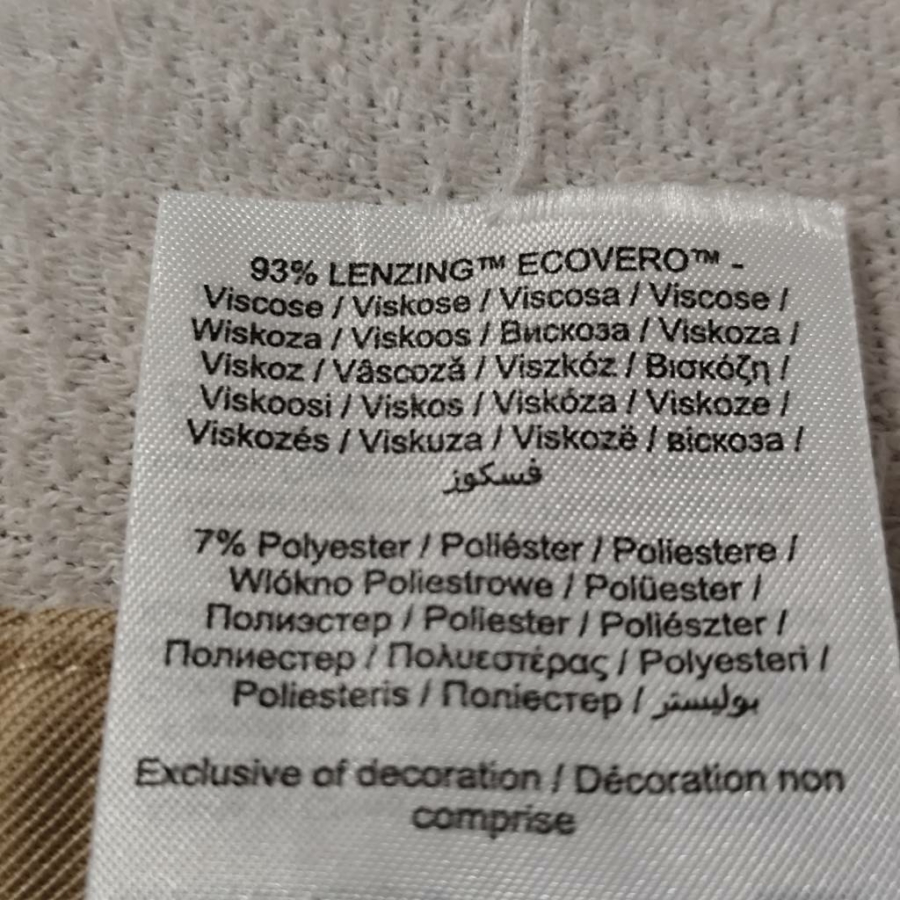 93% LENZING™ ECOVERO™ -
Viscose / Viskose / Viscosa / Viscose /
Wiskoza / Viskoos / Вискоза / Viskoza /
Viskoz / Vâscoză / Viszkóz / Βισκόζη /
Viskoosi / Viskos / Viskóza / Viskoze /
Viskozés / Viskuza / Viskozë / віскоза /
فسكوز
7% Polyester / Poliéster / Poliestere /
Wlókno Poliestrowe / Polüester /
Полиэстер / Poliester / Poliészter /
Полиестер / Πολυεστέρας / Polyesteri /
Poliesteris / Поліестер / بوليستر
Exclusive of decoration / Décoration non
comprise